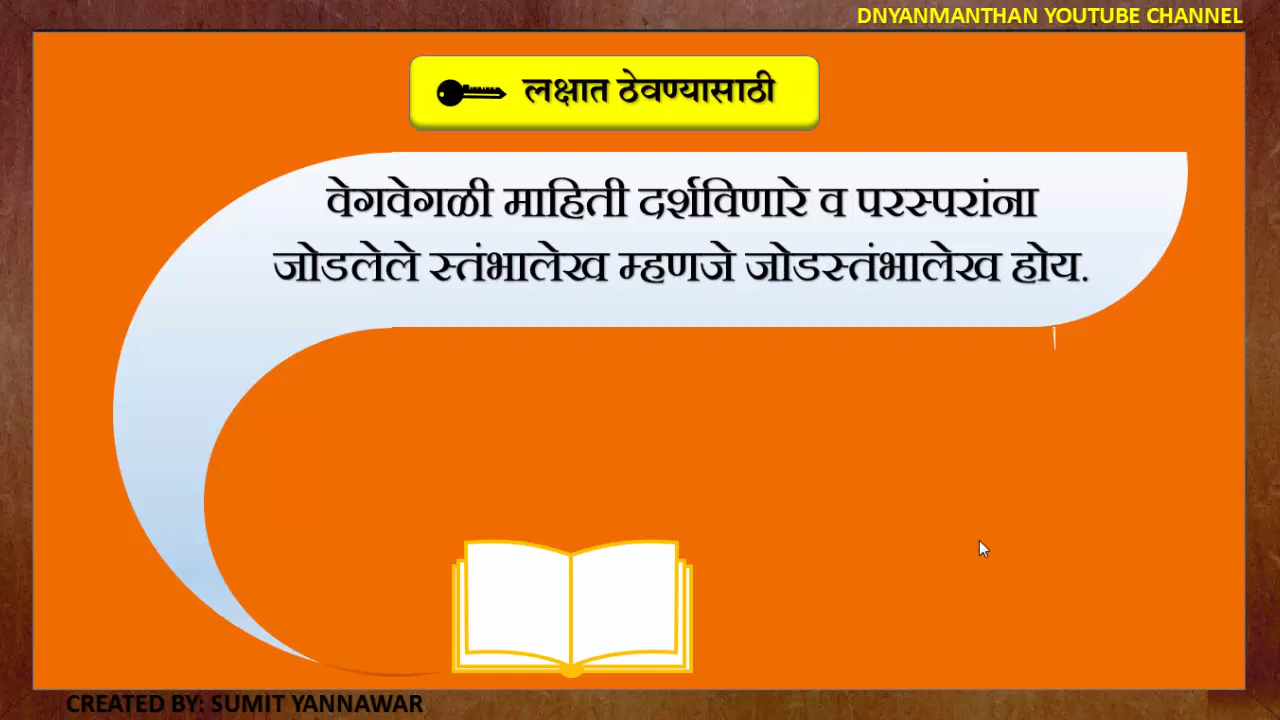 DNYANMANTHAN YOUTUBE CHANNEL
लक्षात ठेवण्यासाठी
वेगवेगळी माहिती दर्शविणारे व परस्परांना
जोडलेले स्तंभालेख म्हणजे जोडस्तंभालेख होय.
CREATED BY: SUMIT YANNAWAR